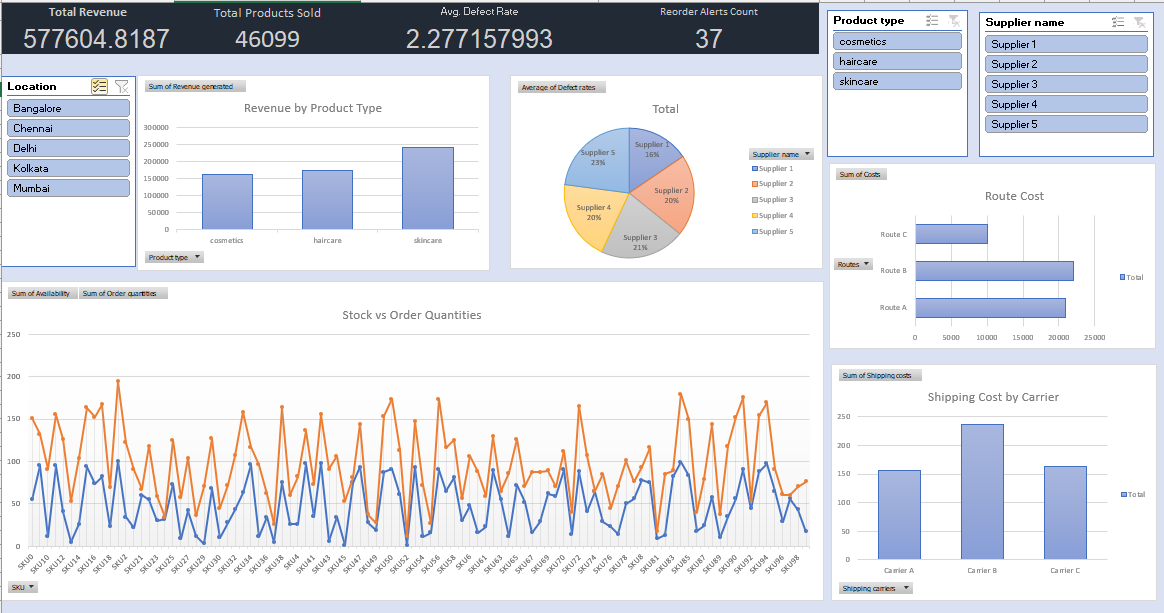 Total Revenue
577604.8187
Total Products Sold
46099
Avg. Defect Rate
2.277157993
Reorder Alerts Count
37
Product type
cosmetics
haircare
skincare
Supplier name
Supplier 1
Supplier 2
Supplier 3
Supplier 4
Supplier 5
Location
Bangalore
Chennai
Delhi
Kolkata
Mumbai
Sum of Revenue generated
Revenue by Product Type
300000
250000
200000
150000
100000
50000
0
cosmetics haircare skincare
Product type
Average of Defect rates
Total
Supplier 1
16%
Supplier 2
20%
Supplier 3
21%
Supplier 4
20%
Supplier 5
23%
Supplier name
Supplier 1
Supplier 2
Supplier 3
Supplier 4
Supplier 5
Sum of Costs
Route Cost
Route C
Route B
Route A
0 5000 10000 15000 20000 25000
Routes
Total
Sum of Availability Sum of Order quantities
Stock vs Order Quantities
250
200
150
100
50
0
SKU0 SKU10 SKU12 SKU14 SKU16 SKU18 SKU2 SKU21 SKU23 SKU25 SKU27 SKU29 SKU30 SKU32 SKU34 SKU36 SKU38 SKU4 SKU41 SKU43 SKU45 SKU47 SKU49 SKU50 SKU52 SKU54 SKU56 SKU58 SKU6 SKU61 SKU63 SKU65 SKU67 SKU69 SKU70 SKU72 SKU74 SKU76 SKU78 SKU8 SKU81 SKU83 SKU85 SKU87 SKU89 SKU90 SKU92 SKU94 SKU96 SKU98
SKU
Sum of Shipping costs
Shipping Cost by Carrier
250
200
150
100
50
0
Carrier A Carrier B Carrier C
Total
Shipping carriers